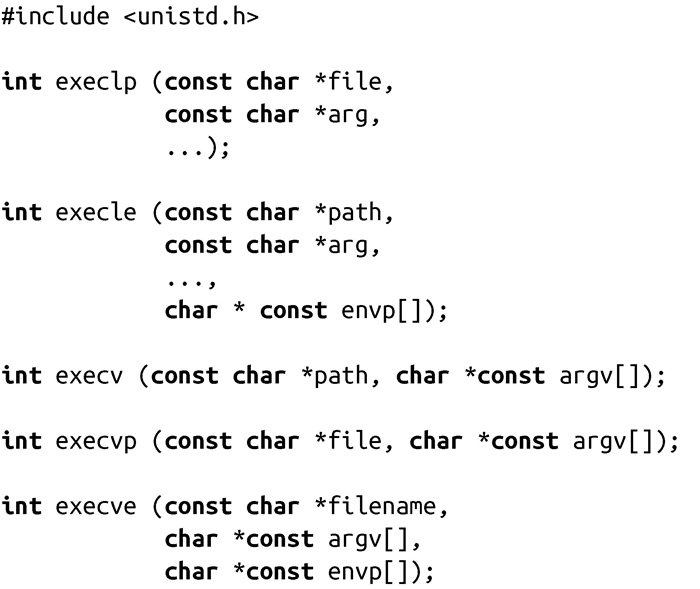 #include <unistd.h>
int execlp (const char *file,
const char *arg,
...);
int execle (const char *path,
const char *arg,
...,
char * const envp[]);
int execv (const char *path, char *const argv[]);
int execvp (const char *file, char *const argv[]);
int execve (const char *filename,
char *const argv[],
char *const envp[]);